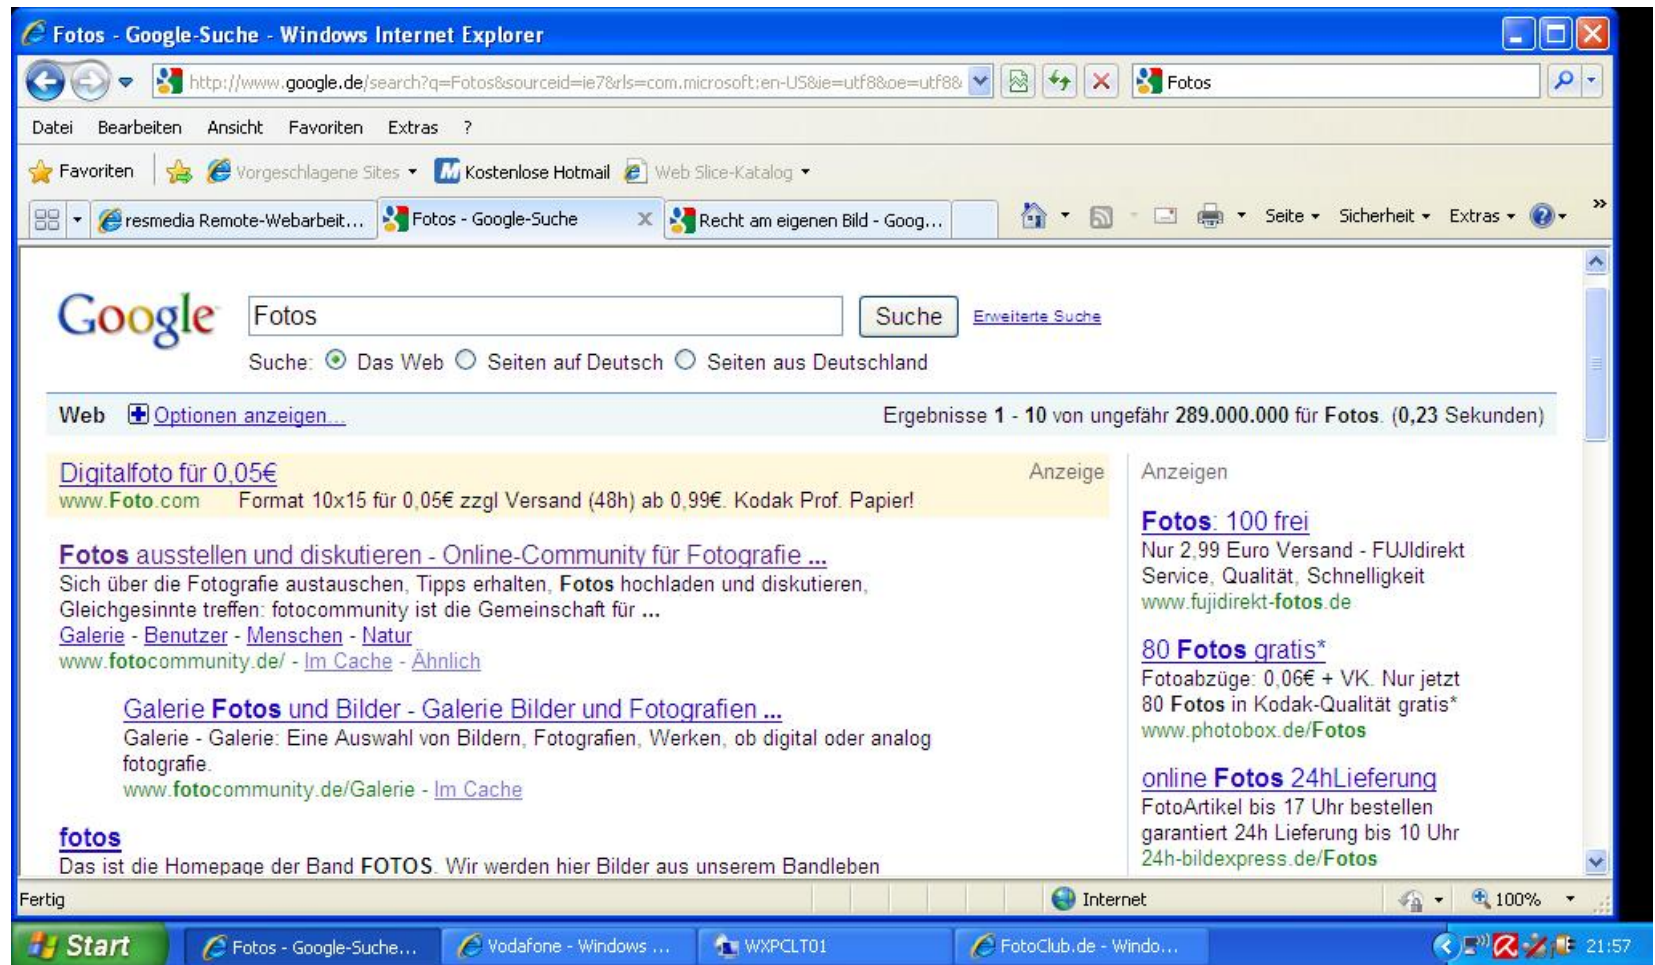 Fotos - Google-Suche - Windows Internet Explorer
http://www.google.de/search?q=Fotos&sourceid=ie7&rls=com.microsoft:en-US&ie=utf8&oe=utf8& Fotos
Datei Bearbeiten Ansicht Favoriten Extras ?
Favoriten Vorgeschlagene Sites Kostenlose Hotmail Web Slice-Katalog
resmedia Remote-Webarbeit... Fotos - Google-Suche X Recht am eigenen Bild - Goog... Seite Sicherheit Extras »
Google Fotos Suche Erweiterte Suche
Suche: Das Web Seiten auf Deutsch Seiten aus Deutschland
Web Optionen anzeigen... Ergebnisse 1 - 10 von ungefähr 289.000.000 für Fotos. (0,23 Sekunden)
Digitalfoto für 0,05€ Anzeige
www.Foto.com Format 10x15 für 0,05€ zzgl Versand (48h) ab 0,99€. Kodak Prof. Papier!
Fotos ausstellen und diskutieren - Online-Community für Fotografie ...
Sich über die Fotografie austauschen, Tipps erhalten, Fotos hochladen und diskutieren,
Gleichgesinnte treffen: fotocommunity ist die Gemeinschaft für ...
Galerie - Benutzer - Menschen - Natur
www.fotocommunity.de/ - Im Cache - Ähnlich
Galerie Fotos und Bilder - Galerie Bilder und Fotografien ...
Galerie - Galerie: Eine Auswahl von Bildern, Fotografien, Werken, ob digital oder analog
fotografie.
www.fotocommunity.de/Galerie - Im Cache
fotos
Das ist die Homepage der Band FOTOS. Wir werden hier Bilder aus unserem Bandleben
Anzeigen
Fotos: 100 frei
Nur 2,99 Euro Versand - FUJIdirekt
Service, Qualität, Schnelligkeit
www.fujidirekt-fotos.de
80 Fotos gratis*
Fotoabzüge: 0,06€ + VK. Nur jetzt
80 Fotos in Kodak-Qualität gratis*
www.photobox.de/Fotos
online Fotos 24hLieferung
FotoArtikel bis 17 Uhr bestellen
garantiert 24h Lieferung bis 10 Uhr
24h-bildexpress.de/Fotos
Fertig Internet 100%
Start Fotos - Google-Suche... Vodafone - Windows ... WXPCLT01 FotoClub.de - Windo... 21:57